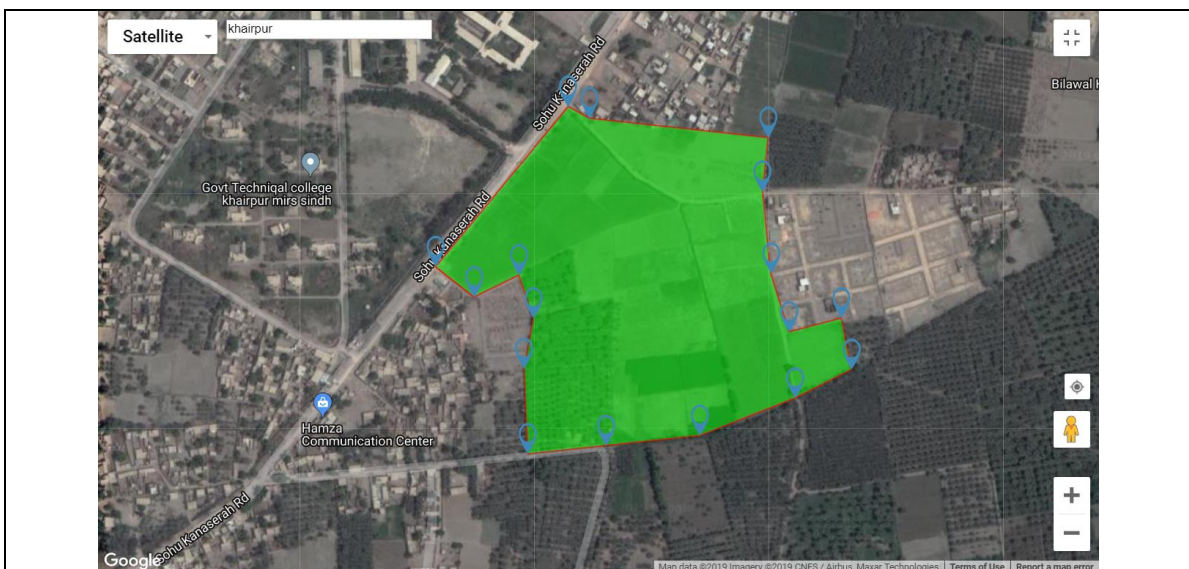 Satellite
khairpur
Bilawal
Sohu Kanaserah Rd
Govt Techniqal college
khairpur mirs sindh
Sohu Kanaserah Rd
Hamza
Communication Center
Sohu Kanaserah Rd
Google
Map data ©2019 Imagery ©2019 CNES / Airbus, Maxar Technologies
Terms of Use
Report a map error